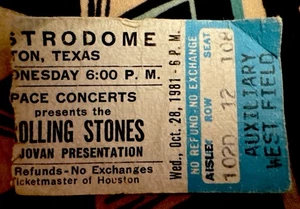 STRODOME
TON, TEXAS
DNESDAY 6:00 P. M.
PACE CONCERTS
presents the
OLLING STONES
JOVAN PRESENTATION
Refunds - No Exchanges
Ticketmaster of Houston
Wed., Oct. 28, 1981 - 6 P. M.
NO REFUND - NO EXCHANGE
AISLE ROW SEAT
102D 12 108
AUXILIARY
WEST FIELD